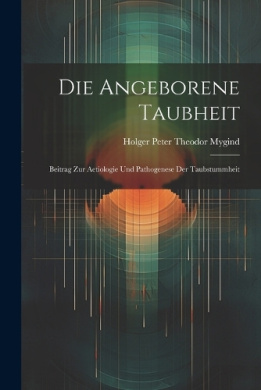 Die Angeborene
Taubheit
Holger Peter Theodor Mygind
Beitrag Zur Aetiologie Und Pathogenese Der Taubstummheit